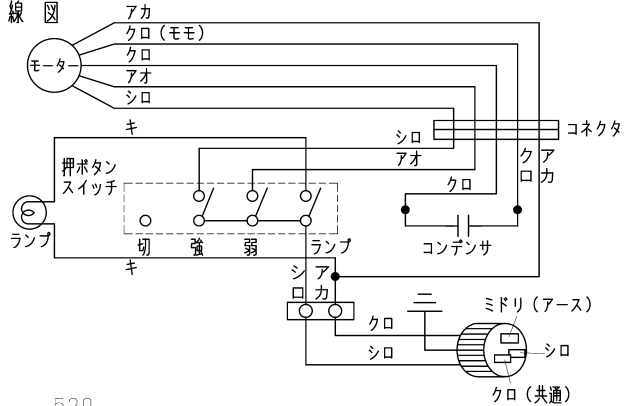 線 図
アカ
クロ(モモ)
クロ
モーター
アオ
シロ
キ
シロ
コネクタ
アオ
クロ
アカ
押ボタン
スイッチ
クロ
ランプ
切
強
弱
ランプ
コンデンサ
キ
シロ
アカ
ミドリ(アース)
クロ
シロ
シロ
クロ(共通)